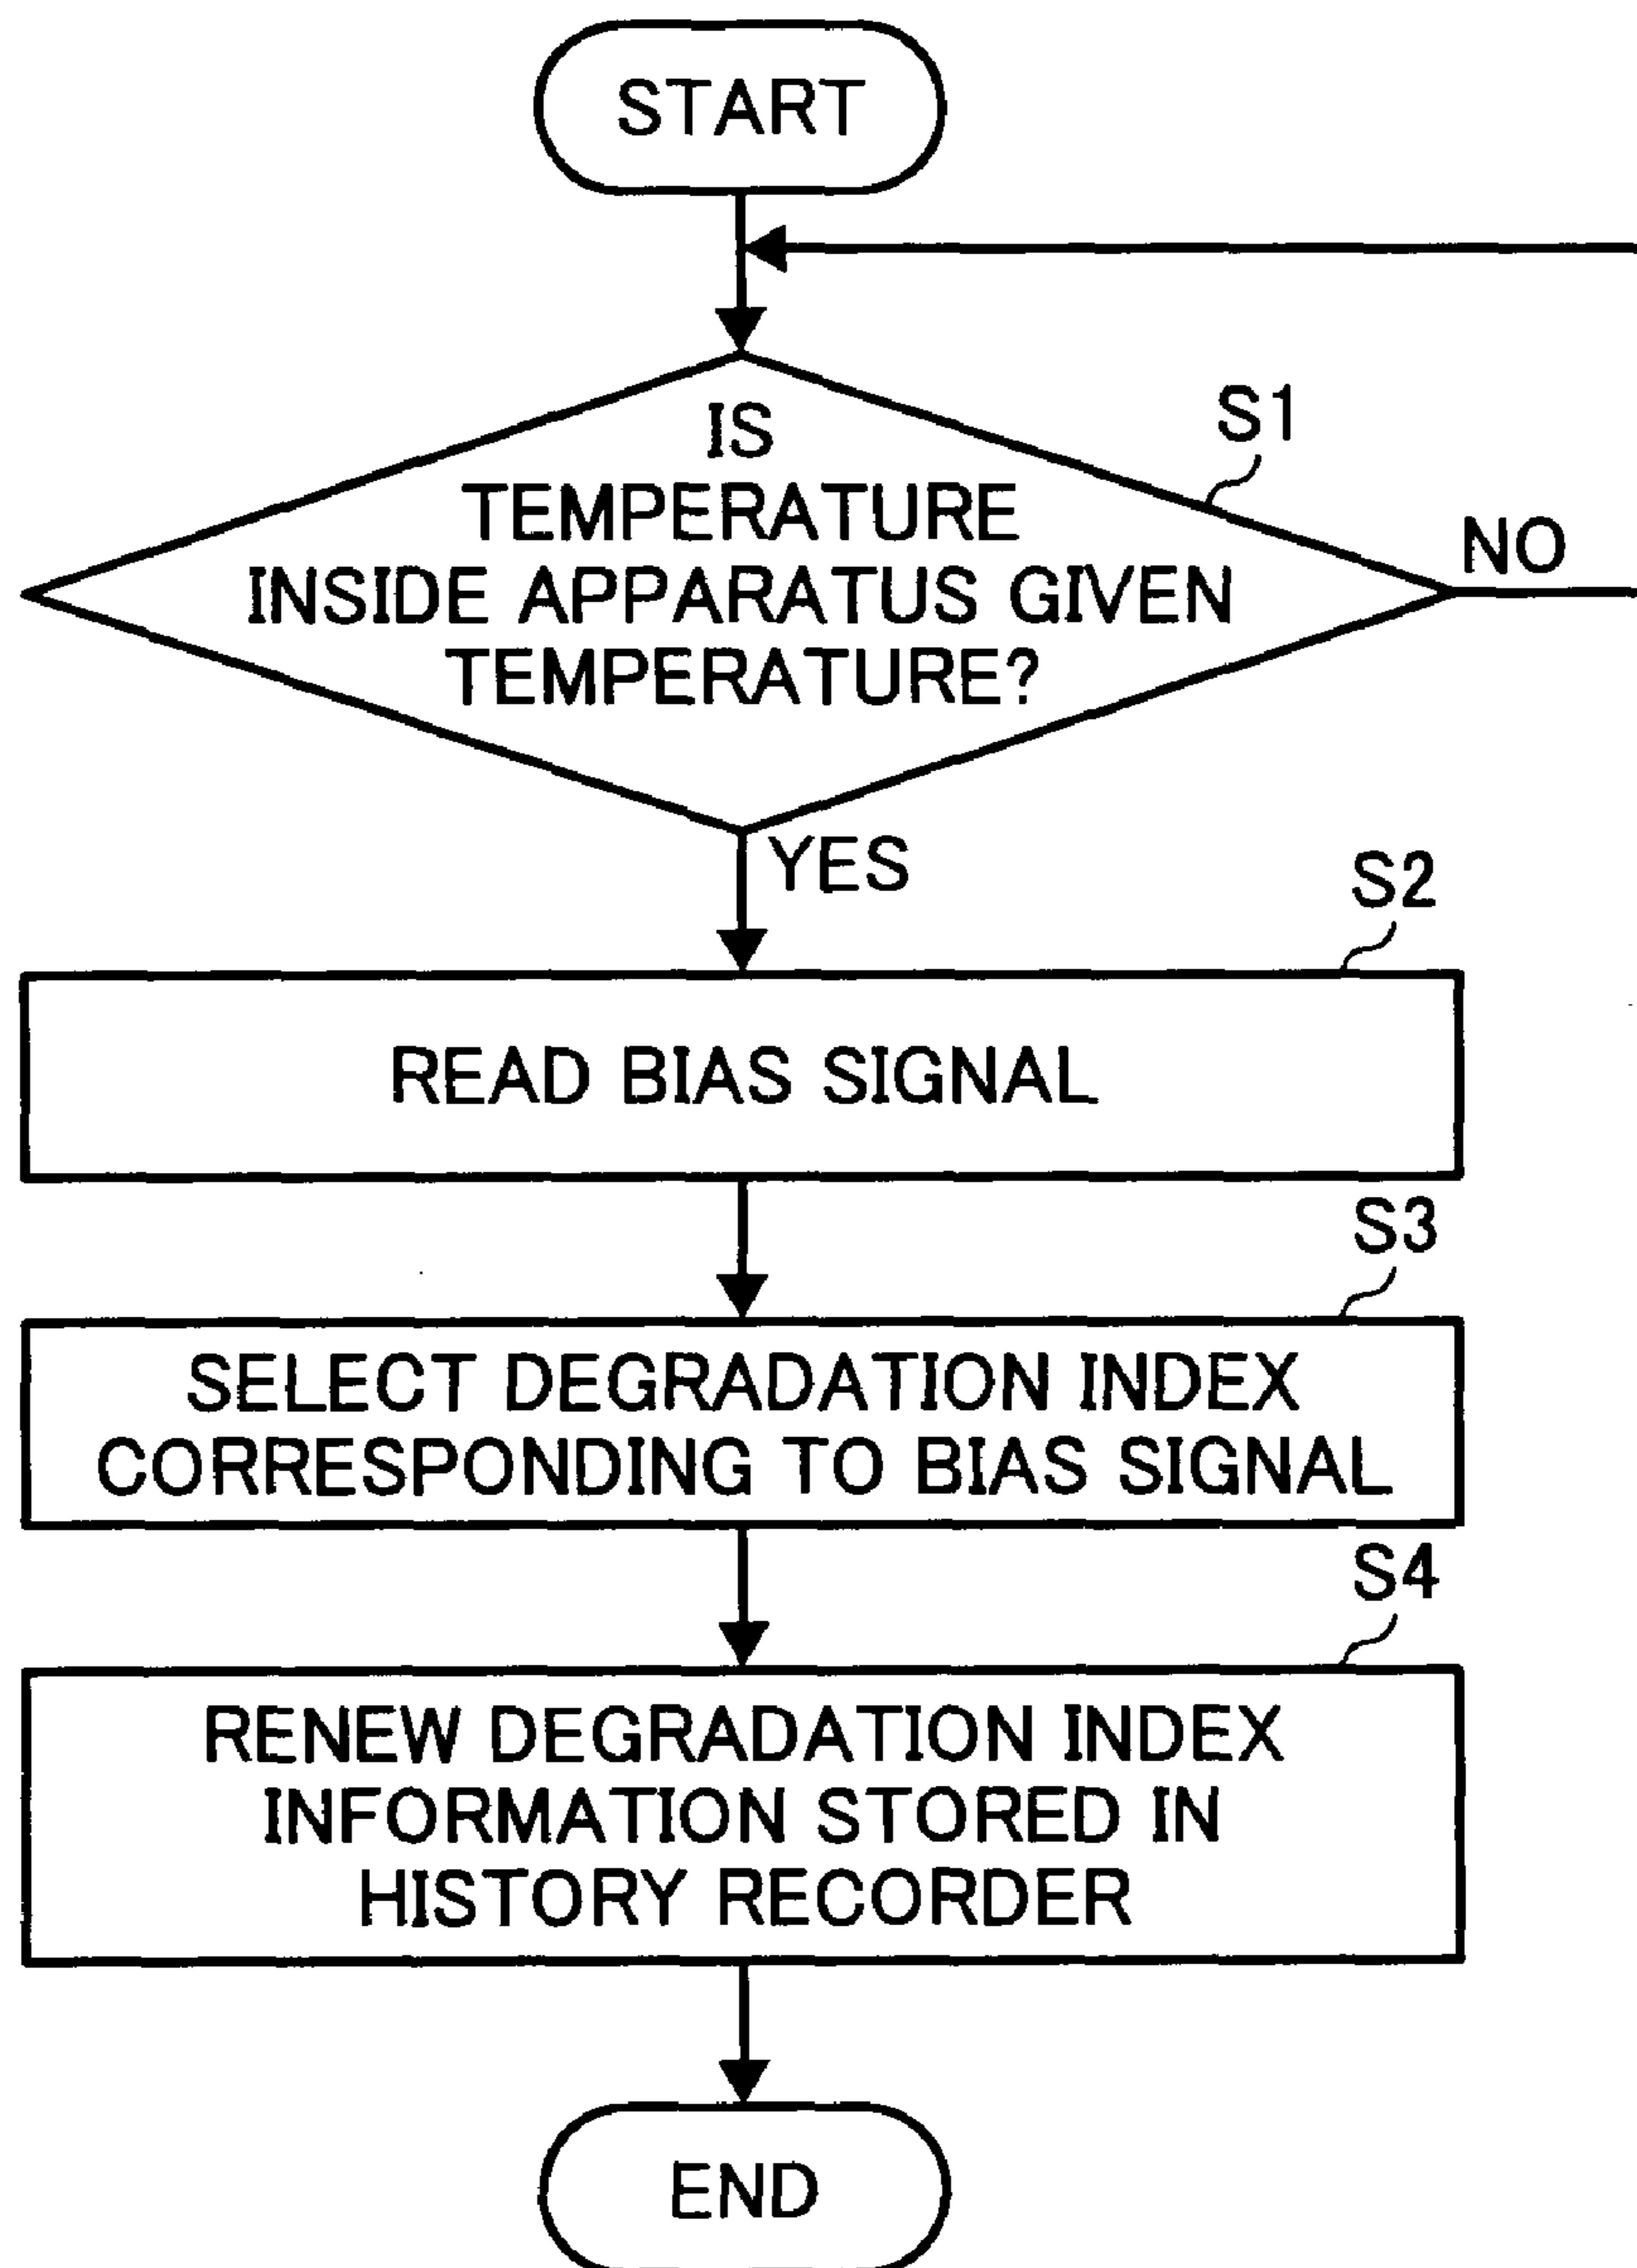 START
S1
IS
TEMPERATURE
INSIDE APPARATUS GIVEN
TEMPERATURE?
NO
YES
S2
READ BIAS SIGNAL
S3
SELECT DEGRADATION INDEX
CORRESPONDING TO BIAS SIGNAL
S4
RENEW DEGRADATION INDEX
INFORMATION STORED IN
HISTORY RECORDER
END